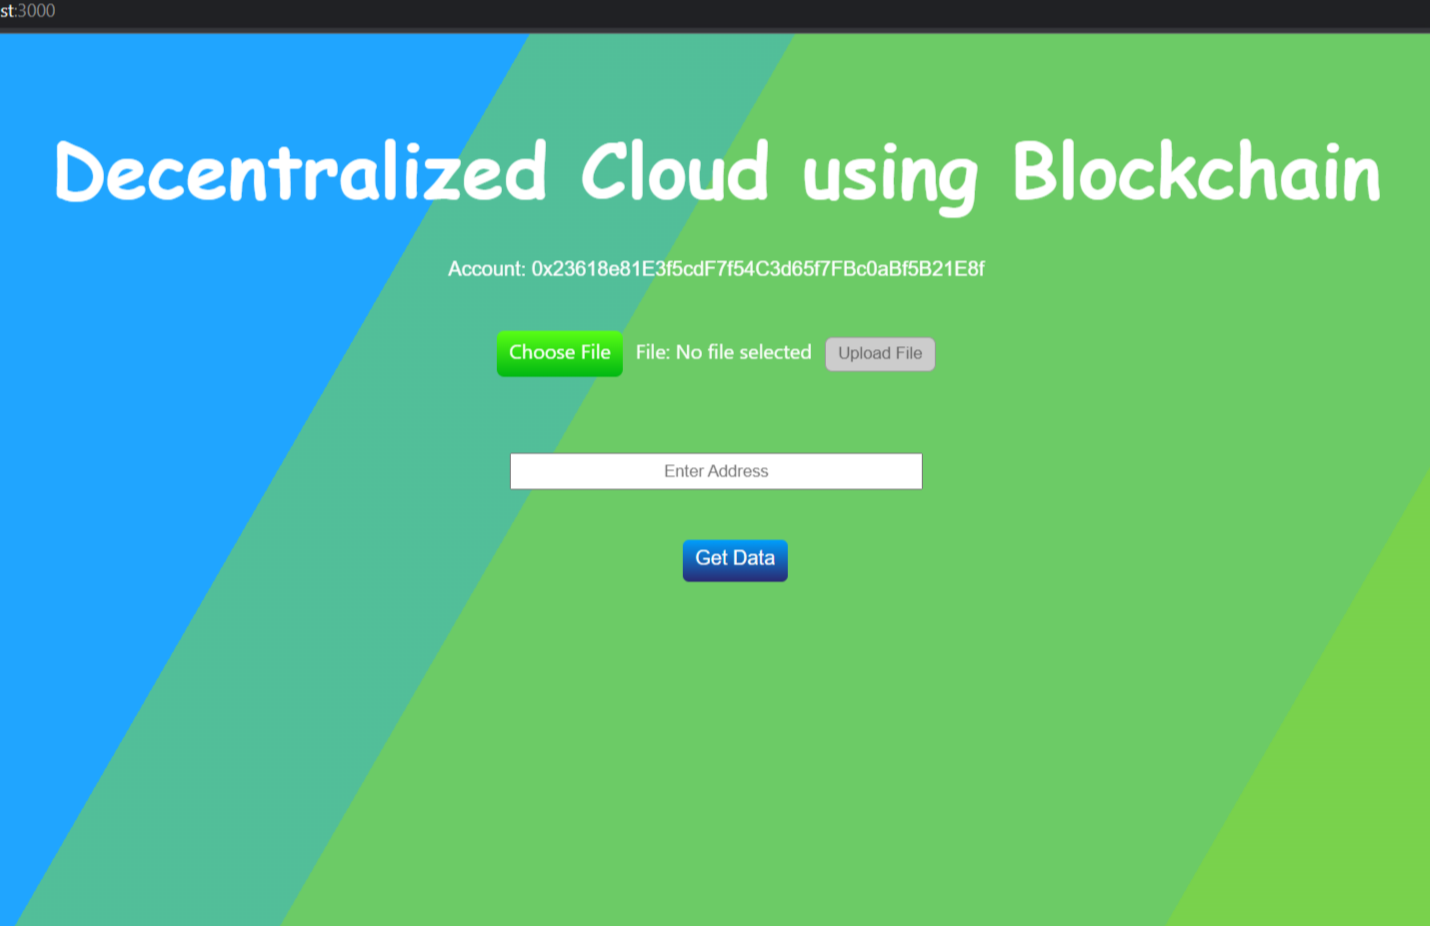 st:3000
Decentralized Cloud using Blockchain
Account: 0x23618e81E3f5cdF7f54C3d65f7FBc0aBf5B21E8f
Choose File File: No file selected Upload File
Enter Address
Get Data